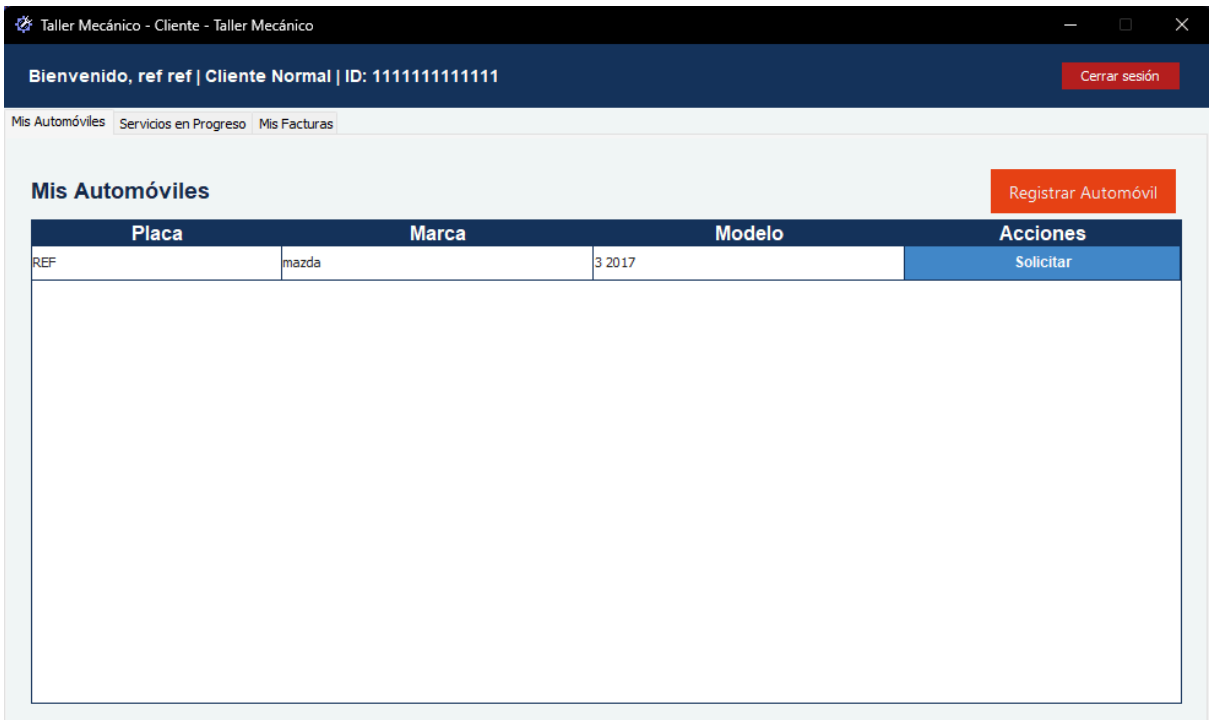 Taller Mecánico - Cliente - Taller Mecánico
Bienvenido, ref ref | Cliente Normal | ID: 1111111111111
Cerrar sesión
Mis Automóviles Servicios en Progreso Mis Facturas
Mis Automóviles
Registrar Automóvil
Placa Marca Modelo Acciones
REF mazda 3 2017 Solicitar